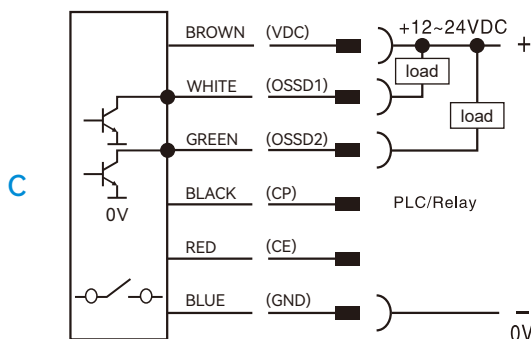 BROWN (VDC) +12~24VDC +
load
WHITE (OSSD1)
load
GREEN (OSSD2)
C
BLACK (CP) PLC/Relay
0V
RED (CE)
BLUE (GND) −
0V